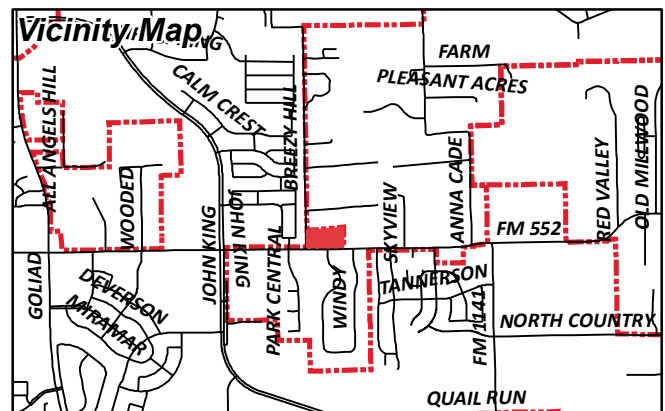 Vicinity Map
FARM
CALM CREST
PLEASANT ACRES
ALL ANGELS HILL
BREEZY HILL
OLD MILLWOOD
RED VALLEY
ANNA CADE
WOODED
JOHN KING
JOHN KING
SKYVIEW
FM 552
PARK CENTRAL
WINDY
TANNERSON
GOLIAD
DEVERSON
MIRAMAR
FM 1141
NORTH COUNTRY
QUAIL RUN